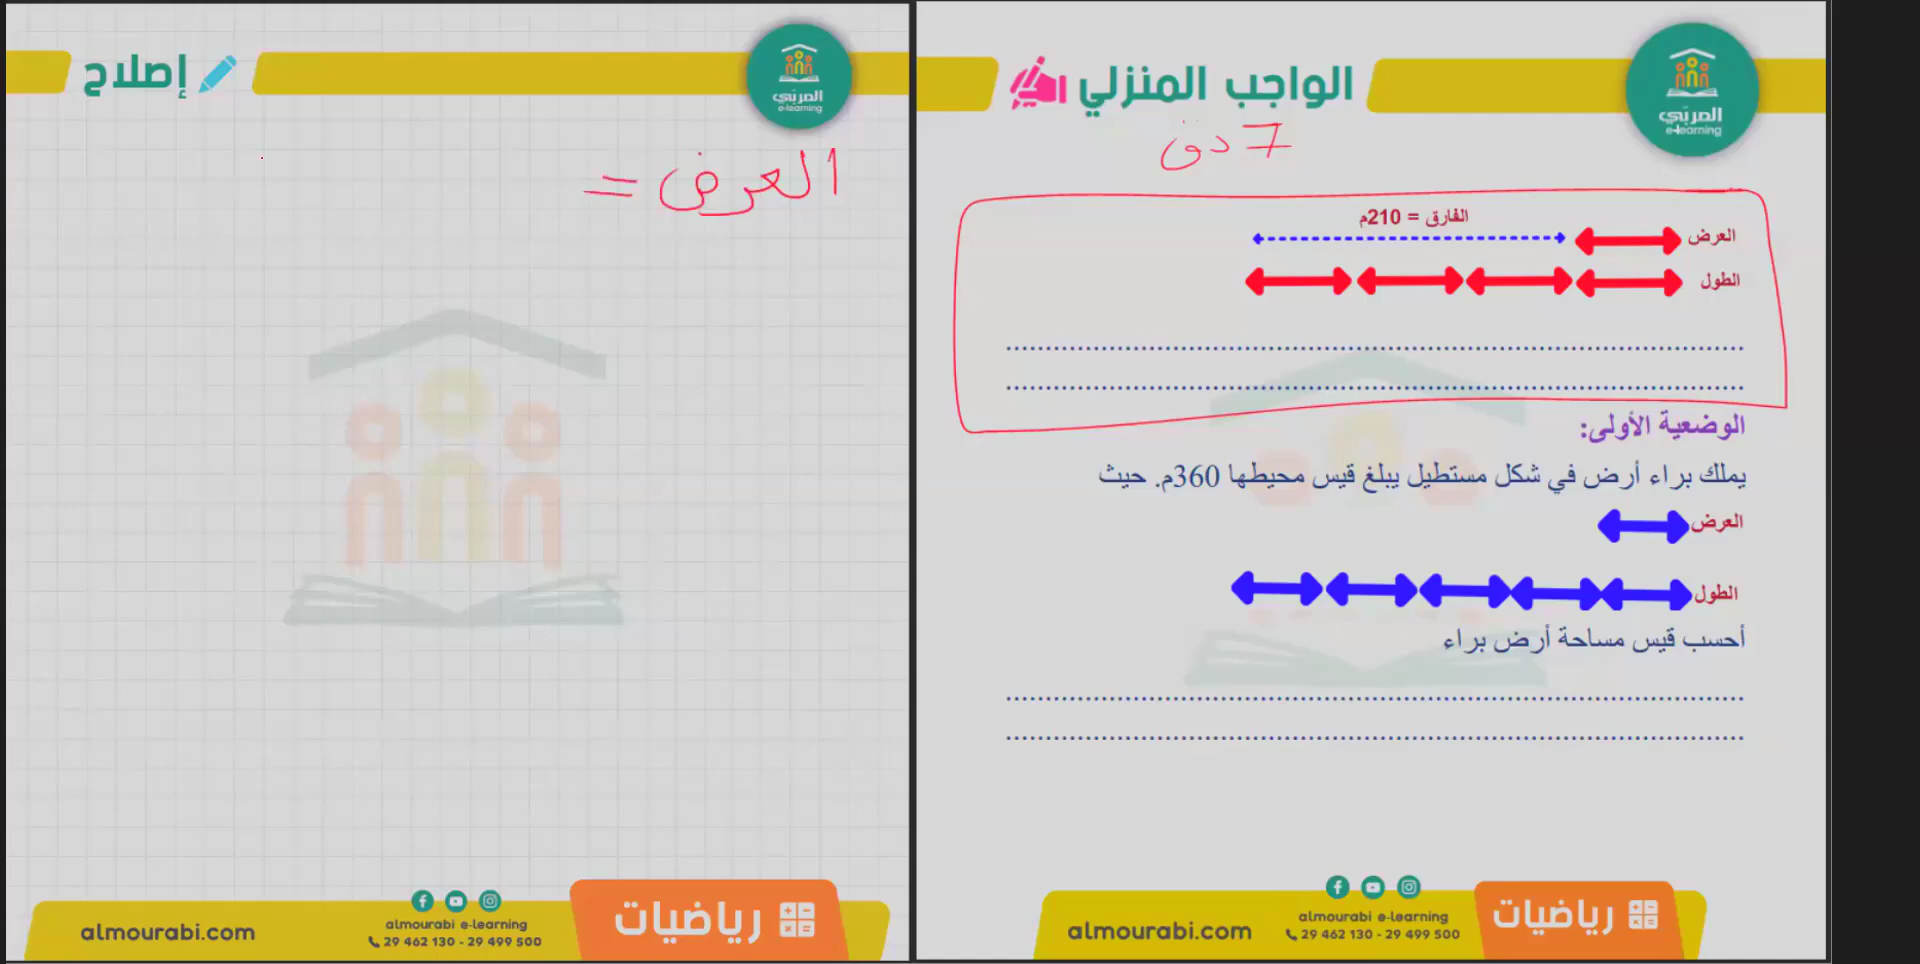 الواجب المنزلي
المربي
e-learning
7 دق
الفارق = 210م
العرض
الطول
الوضعية الأولى:
يملك براء أرض في شكل مستطيل يبلغ قيس محيطها 360م. حيث
العرض
الطول
أحسب قيس مساحة أرض براء
رياضيات
almourabi e-learning
29 462 130 - 29 499 500
almourabi.com
إصلاح
المربي
e-learning
العرض =
رياضيات
almourabi e-learning
29 462 130 - 29 499 500
almourabi.com